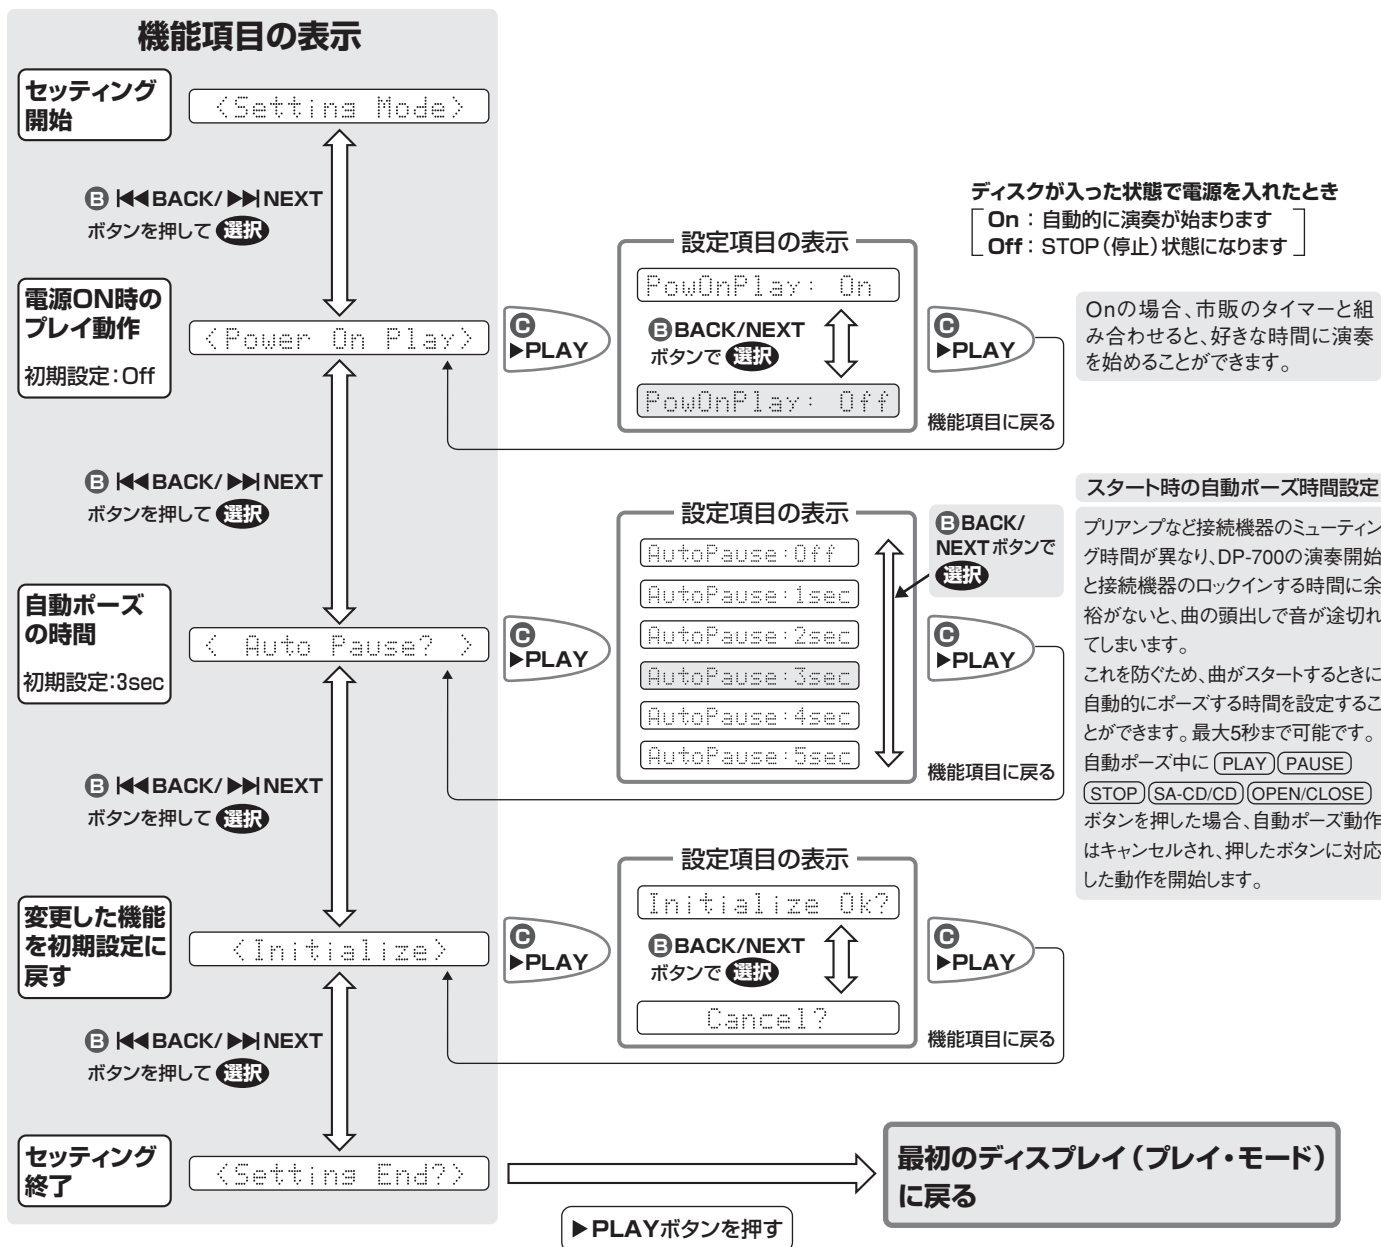 機能項目の表示
セッティング
開始
<Setting Mode>
B BACK/ NEXT
ボタンを押して 選択
電源ON時の
プレイ動作
初期設定:Off
<Power On Play>
C
▶PLAY
設定項目の表示
PowOnPlay: On
B BACK/NEXT
ボタンで 選択
PowOnPlay: Off
C
▶PLAY
機能項目に戻る
ディスクが入った状態で電源を入れたとき
On : 自動的に演奏が始まります
Off : STOP(停止)状態になります
Onの場合、市販のタイマーと組
み合わせると、好きな時間に演奏
を始めることができます。
B BACK/ NEXT
ボタンを押して 選択
自動ポーズ
の時間
初期設定:3sec
< Auto Pause? >
C
▶PLAY
設定項目の表示
AutoPause:Off
AutoPause:1sec
AutoPause:2sec
AutoPause:3sec
AutoPause:4sec
AutoPause:5sec
B BACK/
NEXTボタンで
選択
C
▶PLAY
機能項目に戻る
スタート時の自動ポーズ時間設定
プリアンプなど接続機器のミューティン
グ時間が異なり、DP-700の演奏開始
と接続機器のロックインする時間に余
裕がないと、曲の頭出しで音が途切れ
てしまいます。
これを防ぐため、曲がスタートするときに
自動的にポーズする時間を設定するこ
とができます。最大5秒まで可能です。
自動ポーズ中に PLAY PAUSE
STOP SA-CD/CD OPEN/CLOSE
ボタンを押した場合、自動ポーズ動作
はキャンセルされ、押したボタンに対応
した動作を開始します。
B BACK/ NEXT
ボタンを押して 選択
変更した機能
を初期設定に
戻す
<Initialize>
C
▶PLAY
設定項目の表示
Initialize Ok?
B BACK/NEXT
ボタンで 選択
Cancel?
C
▶PLAY
機能項目に戻る
B BACK/ NEXT
ボタンを押して 選択
セッティング
終了
<Setting End?>
▶PLAYボタンを押す
最初のディスプレイ(プレイ・モード)
に戻る